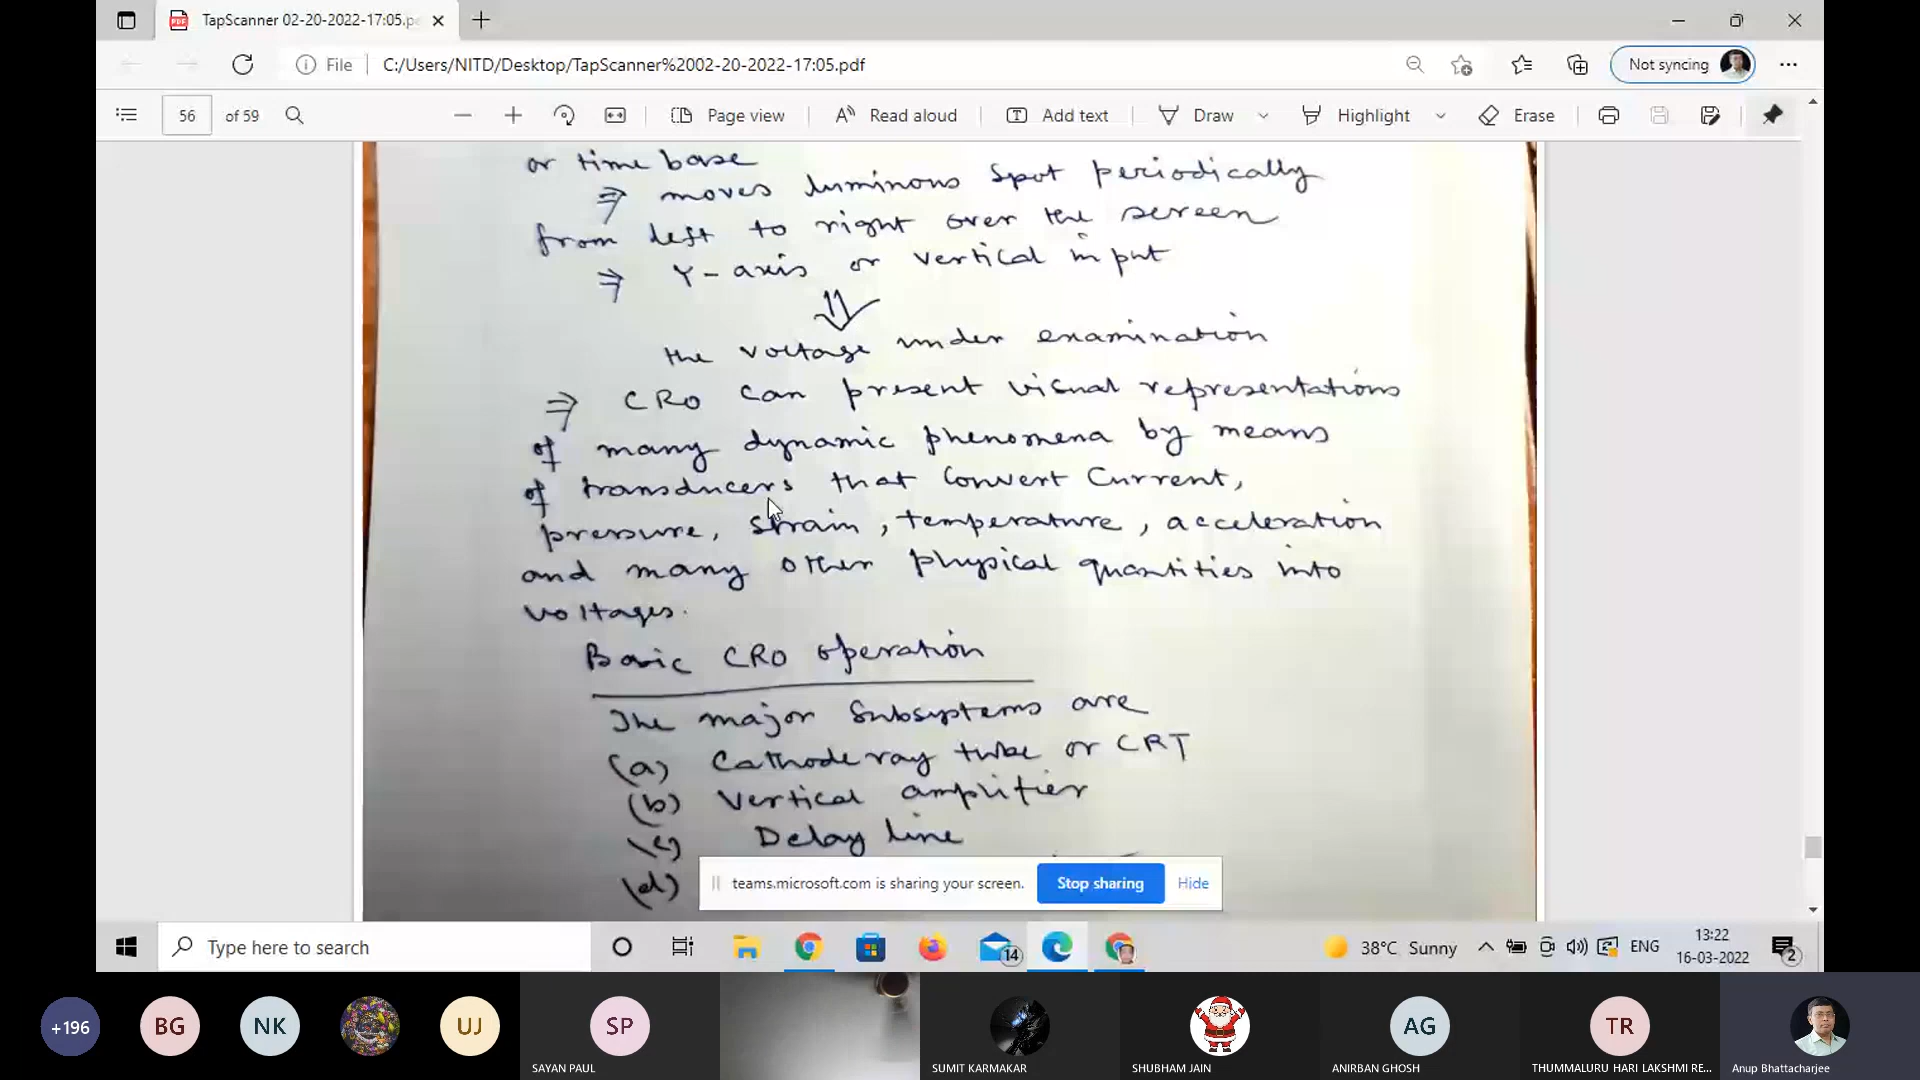 TapScanner 02-20-2022-17:05.p
File
C:/Users/NITD/Desktop/TapScanner%2002-20-2022-17:05.pdf
Not syncing
56 of 59
Page view
Read aloud
Add text
Draw
Highlight
Erase
or time base
⇒ moves luminous spot periodically
from left to right over the screen
⇒ Y-axis or vertical input
⇓
the voltage under examination
⇒ CRO can present visual representations
of many dynamic phenomena by means
of transducers that convert current,
pressure, strain, temperature, acceleration
and many other physical quantities into
voltages.
Basic CRO operation
The major subsystems are
(a) Cathode ray tube or CRT
(b) Vertical amplifier
(c) Delay line
(d)
teams.microsoft.com is sharing your screen.
Stop sharing
Hide
Type here to search
14
38°C Sunny
ENG
13:22
16-03-2022
2
+196
BG
NK
UJ
SP
SAYAN PAUL
SUMIT KARMAKAR
SHUBHAM JAIN
AG
ANIRBAN GHOSH
TR
THUMMALURU HARI LAKSHMI RE...
Anup Bhattacharjee